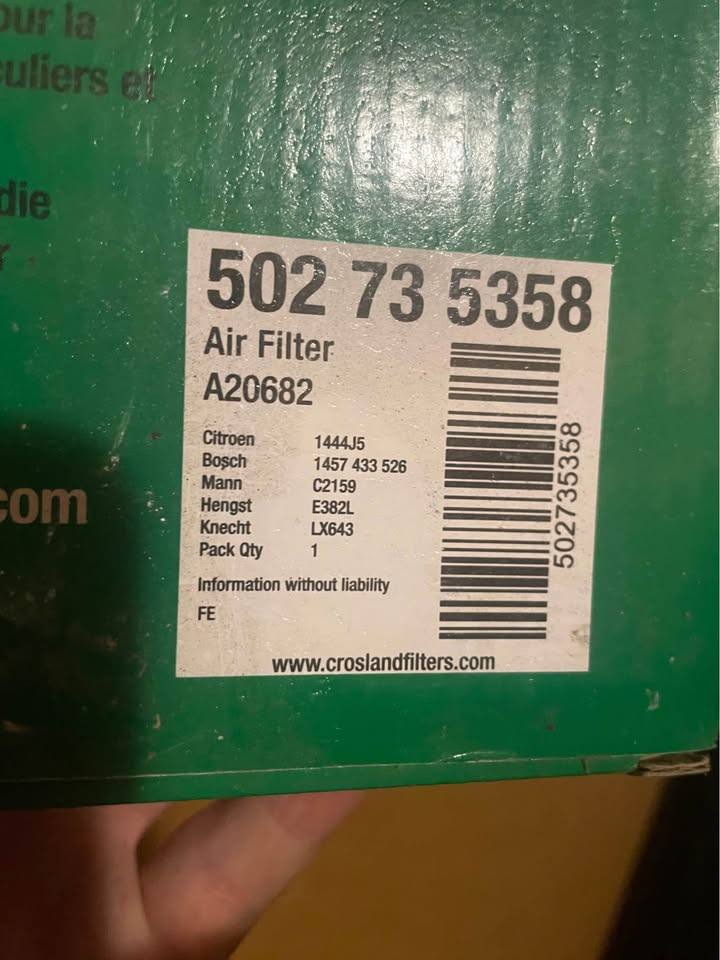 our la
culiers et
die
r
com
502 73 5358
Air Filter
A20682
Citroen 1444J5
Bosch 1457 433 526
Mann C2159
Hengst E382L
Knecht LX643
Pack Qty 1
Information without liability
FE
www.croslandfilters.com
502735358